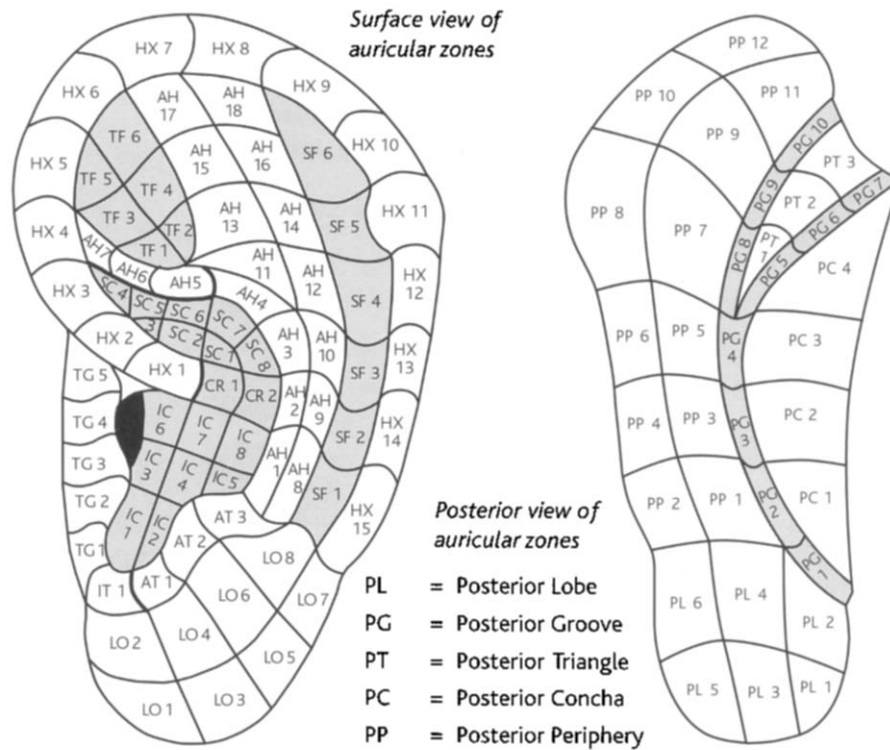 Surface view of
auricular zones
HX 7
HX 8
HX 6
AH
17
AH
18
HX 9
TF 6
HX 5
AH
15
AH
16
SF 6
HX 10
TF 5
TF 4
TF 3
TF 2
AH
13
AH
14
SF 5
HX 11
HX 4
AH7
TF 1
AH6
AH5
AH
11
AH4
AH
12
HX
12
HX 3
SC 4
SC 5
SC 6
SC 7
SF 4
3
SC 2
SC 1
SC 8
HX 2
AH
3
AH
10
HX
13
HX 1
TG 5
CR 1
CR 2
SF 3
AH
2
AH
9
TG 4
IC
6
IC
7
IC
8
HX
14
SF 2
TG 3
IC
3
IC
4
IC 5
AH
1
AH
8
SF 1
TG 2
IC
1
IC
2
AT 3
HX
15
TG 1
AT 2
IT 1
AT 1
LO 8
LO 6
LO 7
LO 2
LO 4
LO 5
LO 1
LO 3
Posterior view of
auricular zones
PL = Posterior Lobe
PG = Posterior Groove
PT = Posterior Triangle
PC = Posterior Concha
PP = Posterior Periphery
PP 12
PP 10
PP 11
PP 9
PG 10
PT 3
PG 9
PT 2
PG 7
PP 8
PP 7
PG 8
PT
1
PG 6
PG 5
PC 4
PP 6
PP 5
PG
4
PC 3
PP 4
PP 3
PG
3
PC 2
PP 2
PP 1
PG
2
PC 1
PG
1
PL 6
PL 4
PL 2
PL 5
PL 3
PL 1